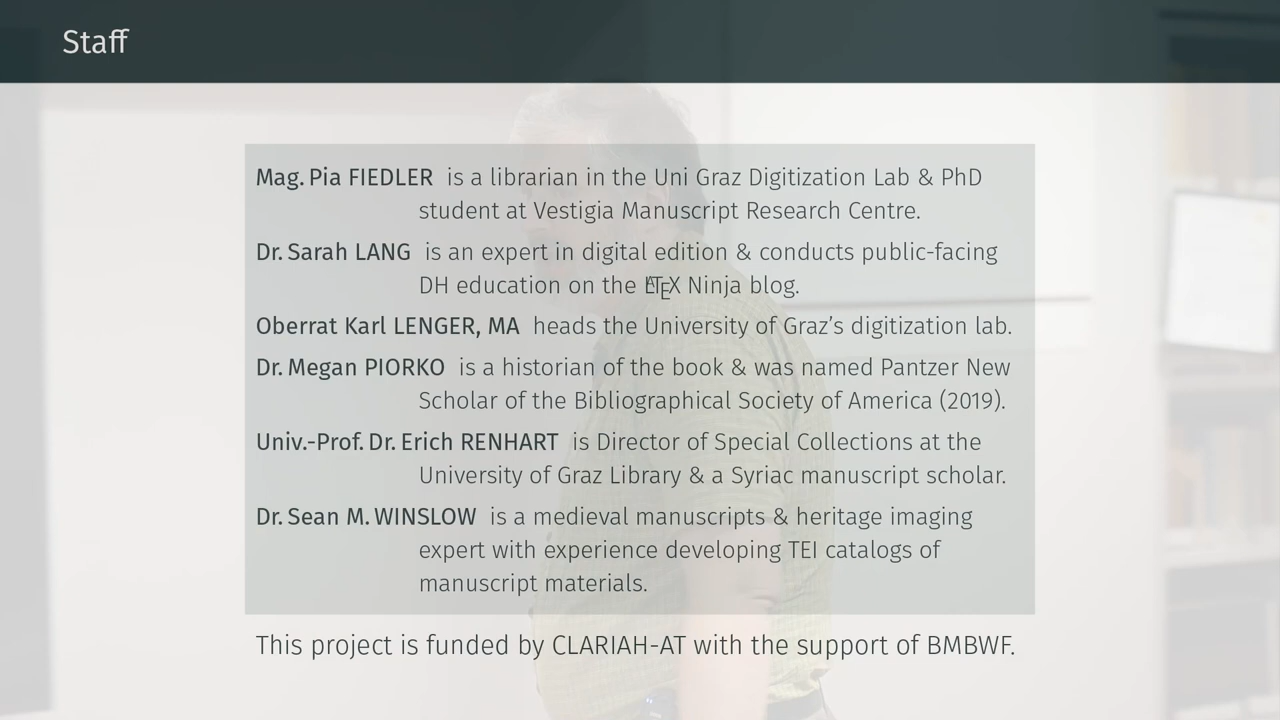 Staff
Mag. Pia FIEDLER is a librarian in the Uni Graz Digitization Lab & PhD
student at Vestigia Manuscript Research Centre.
Dr. Sarah LANG is an expert in digital edition & conducts public-facing
DH education on the LATEX Ninja blog.
Oberrat Karl LENGER, MA heads the University of Graz’s digitization lab.
Dr. Megan PIORKO is a historian of the book & was named Pantzer New
Scholar of the Bibliographical Society of America (2019).
Univ.-Prof. Dr. Erich RENHART is Director of Special Collections at the
University of Graz Library & a Syriac manuscript scholar.
Dr. Sean M. WINSLOW is a medieval manuscripts & heritage imaging
expert with experience developing TEI catalogs of
manuscript materials.
This project is funded by CLARIAH-AT with the support of BMBWF.